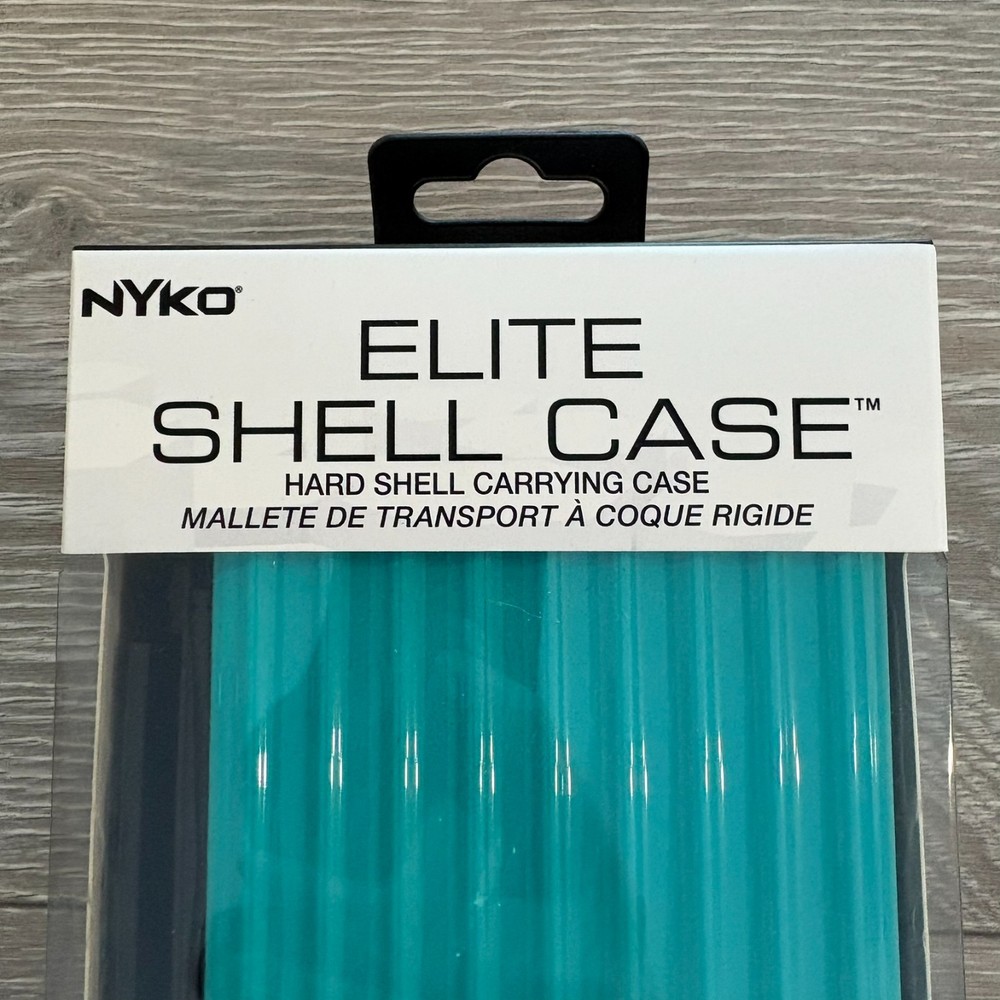 NYKO®
ELITE
SHELL CASE™
HARD SHELL CARRYING CASE
MALLETE DE TRANSPORT À COQUE RIGIDE